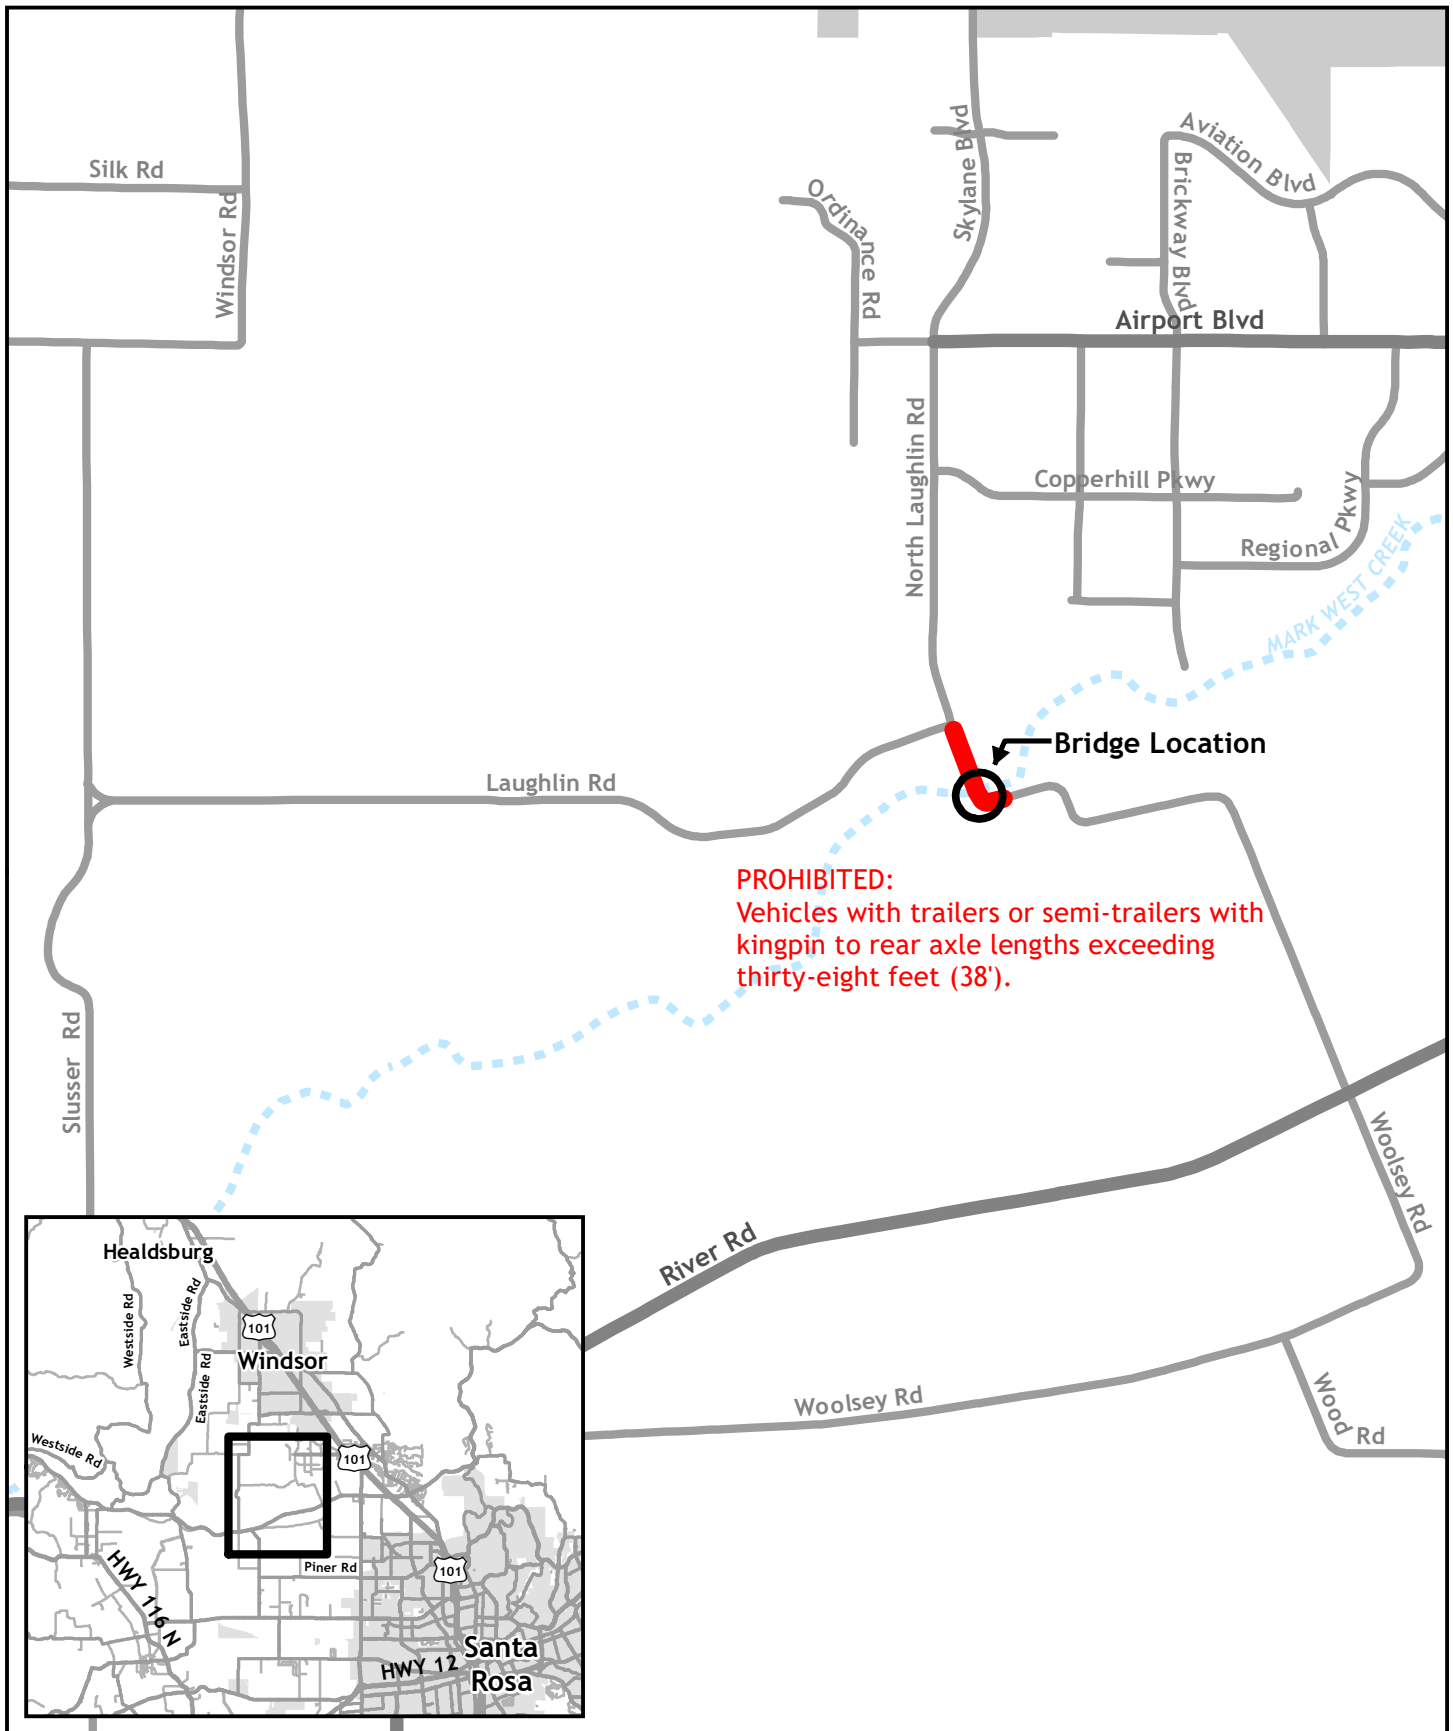 Silk Rd
Windsor Rd
Ordinance Rd
Skylane Blvd
Aviation Blvd
Brickway Blvd
Airport Blvd
North Laughlin Rd
Copperhill Pkwy
Regional Pkwy
MARK WEST CREEK
Bridge Location
Laughlin Rd
PROHIBITED:
Vehicles with trailers or semi-trailers with
kingpin to rear axle lengths exceeding
thirty-eight feet (38').
Slusser Rd
Woolsey Rd
River Rd
Woolsey Rd
Wood Rd
Healdsburg
Westside Rd
Eastside Rd
101
Windsor
Eastside Rd
Westside Rd
101
Piner Rd
101
HWY 116 N
HWY 12
Santa
Rosa